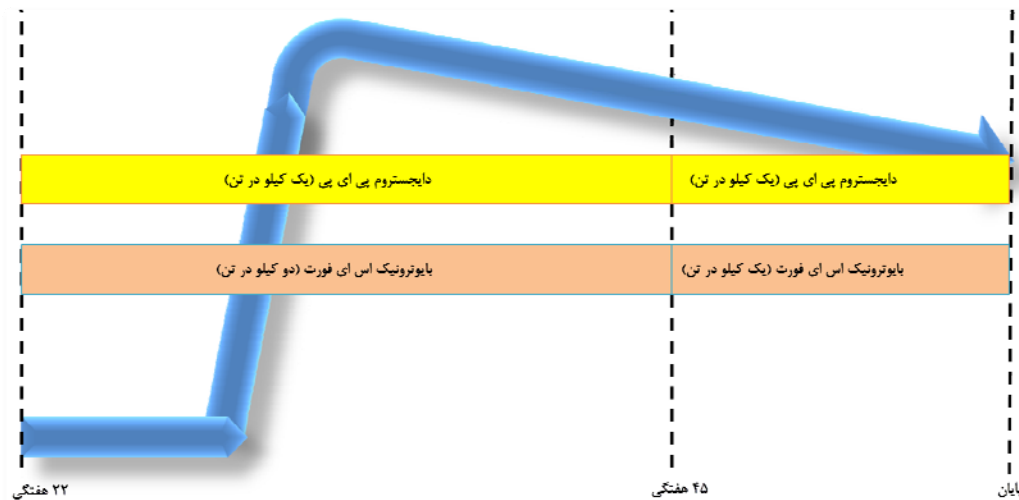 دایجستروم پی ای پی (یک کیلو در تن)
دایجستروم پی ای پی (یک کیلو در تن)
بایوترونیک اس ای فورت (یک کیلو در تن)
بایوترونیک اس ای فورت (دو کیلو در تن)
۲۲ هفتگی
۴۵ هفتگی
پایان